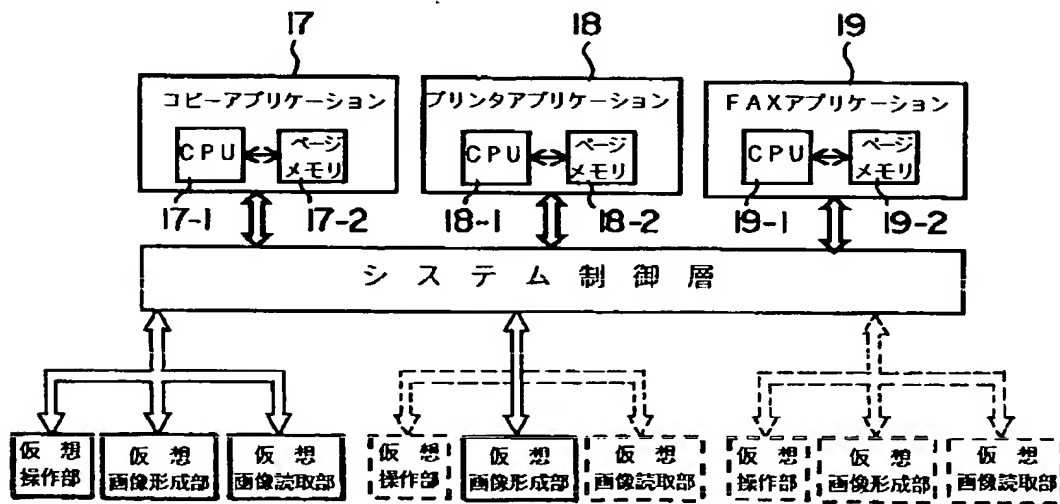 17
18
19
コピーアプリケーション
プリンタアプリケーション
FAXアプリケーション
CPU
ページ
メモリ
CPU
ページ
メモリ
CPU
ページ
メモリ
17-1
17-2
18-1
18-2
19-1
19-2
システム制御層
仮想
操作部
仮想
画像形成部
仮想
画像読取部
仮想
操作部
仮想
画像形成部
仮想
画像読取部
仮想
操作部
仮想
画像形成部
仮想
画像読取部